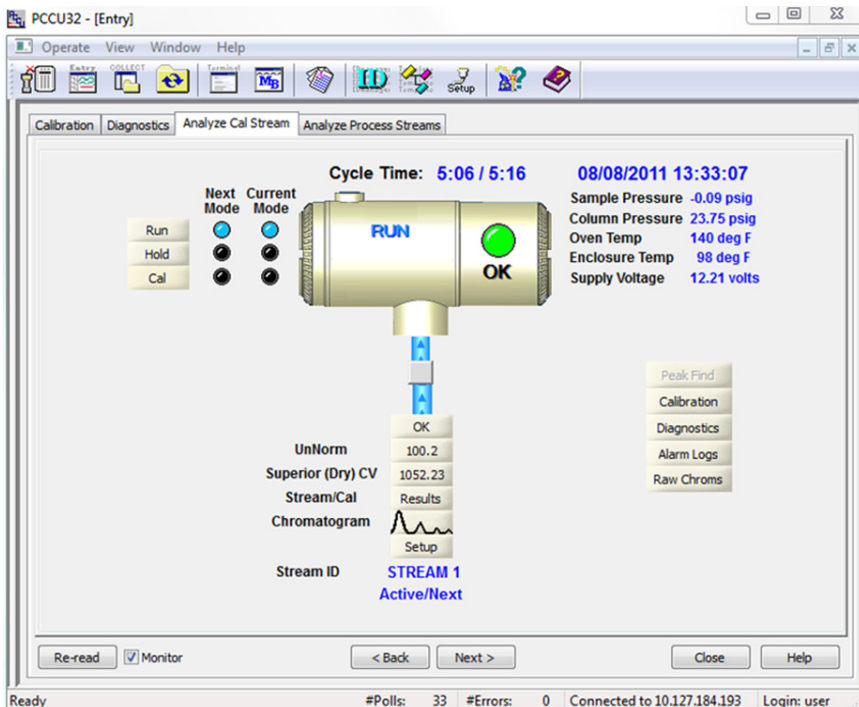 PCCU32 - [Entry]
Operate View Window Help
Entry COLLECT Terminal
MB ID Setup
Calibration Diagnostics Analyze Cal Stream Analyze Process Streams
Cycle Time: 5:06 / 5:16 08/08/2011 13:33:07
Next Mode Current Mode
Run
Hold
Cal
RUN
OK
Sample Pressure -0.09 psig
Column Pressure 23.75 psig
Oven Temp 140 deg F
Enclosure Temp 98 deg F
Supply Voltage 12.21 volts
Peak Find
Calibration
Diagnostics
Alarm Logs
Raw Chroms
OK
UnNorm 100.2
Superior (Dry) CV 1052.23
Stream/Cal Results
Chromatogram
Setup
Stream ID STREAM 1
Active/Next
Re-read Monitor < Back Next > Close Help
Ready #Polls: 33 #Errors: 0 Connected to 10.127.184.193 Login: user